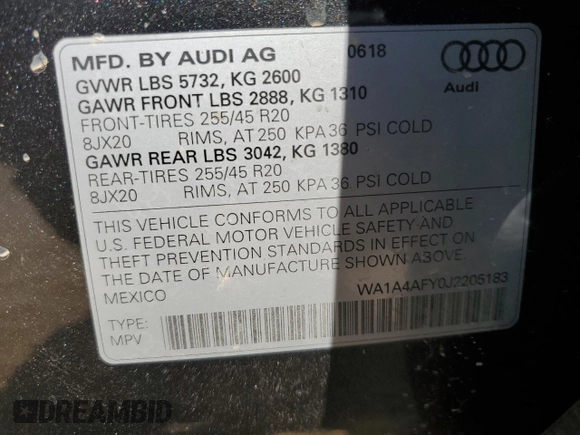 MFD. BY AUDI AG 0618
GVWR LBS 5732, KG 2600
GAWR FRONT LBS 2888, KG 1310
FRONT-TIRES 255/45 R20
8JX20 RIMS, AT 250 KPA 36 PSI COLD
GAWR REAR LBS 3042, KG 1380
REAR-TIRES 255/45 R20
8JX20 RIMS, AT 250 KPA 36 PSI COLD
Audi
THIS VEHICLE CONFORMS TO ALL APPLICABLE
U.S. FEDERAL MOTOR VEHICLE SAFETY AND
THEFT PREVENTION STANDARDS IN EFFECT ON
THE DATE OF MANUFACTURE SHOWN ABOVE.
MEXICO WA1A4AFY0J2205183
TYPE:
MPV
DREAMBID